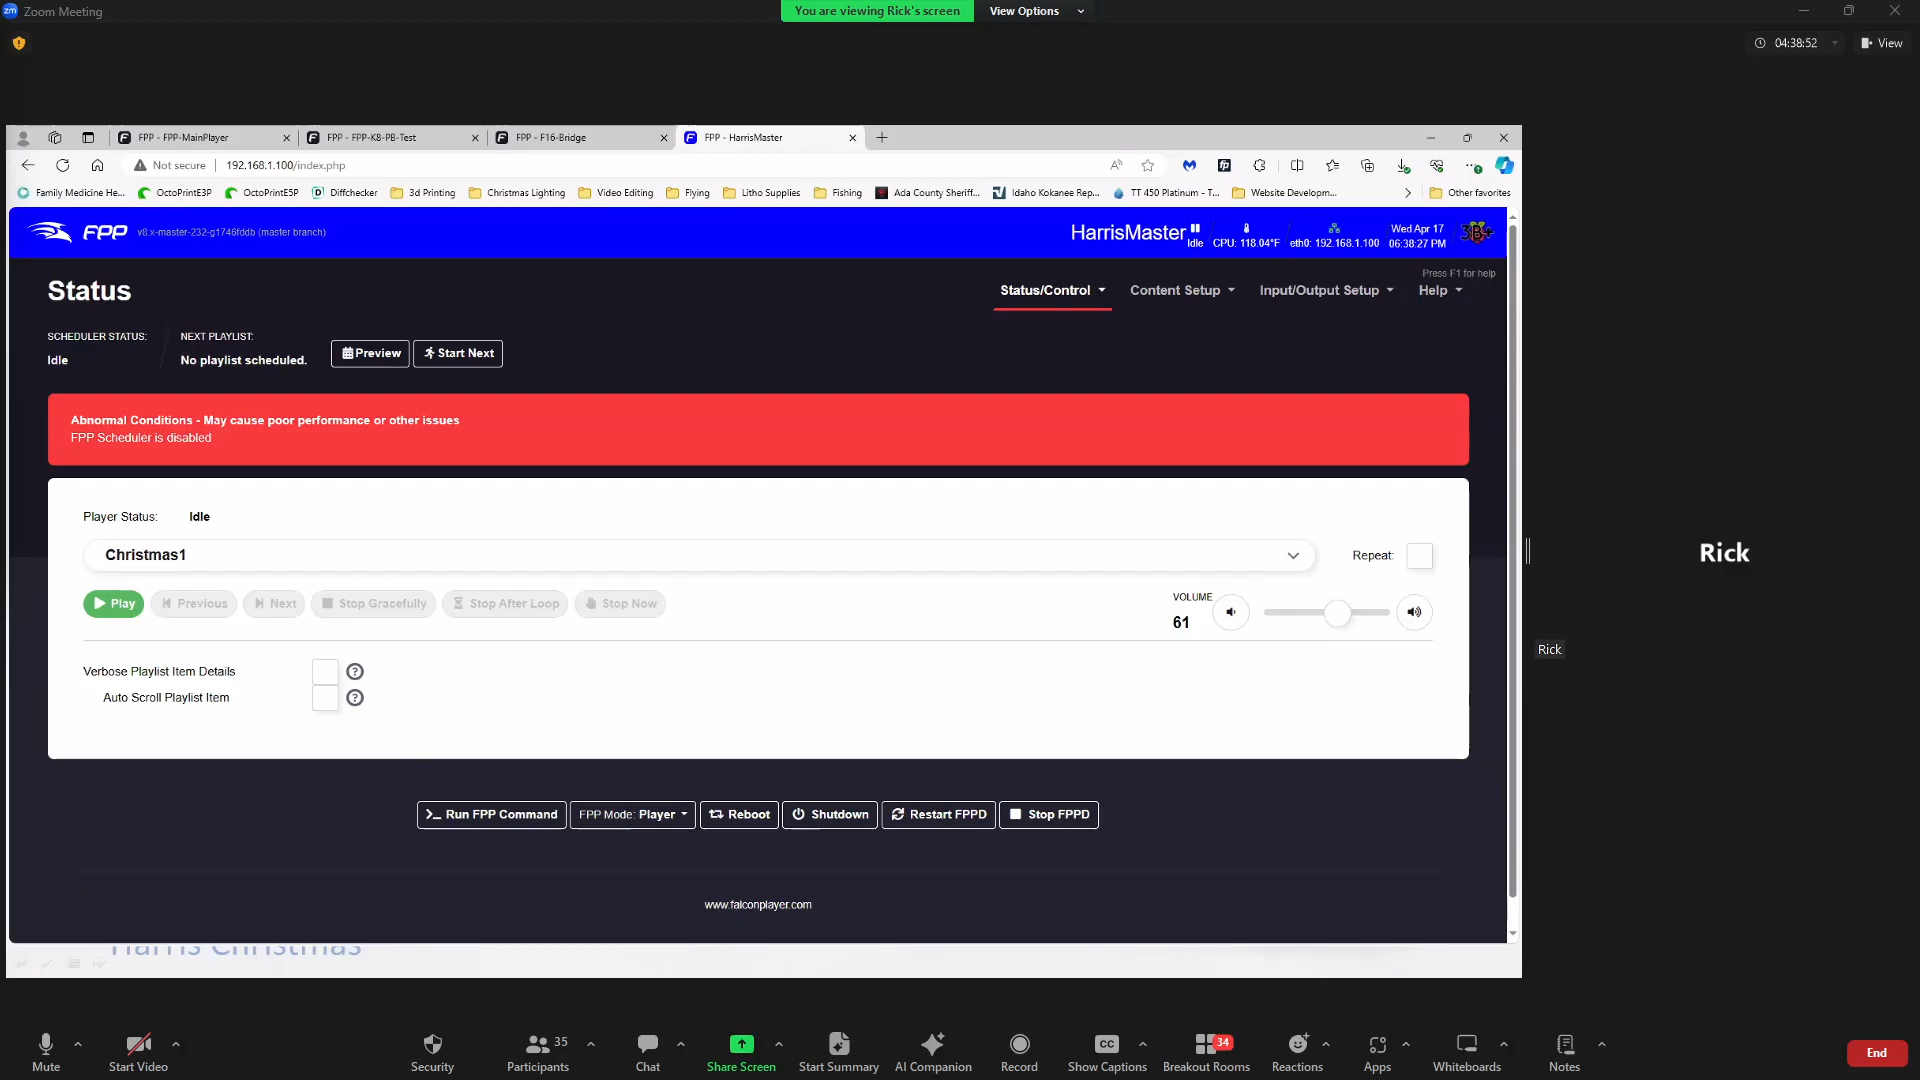 Zoom Meeting
You are viewing Rick's screen
View Options
04:38:52
View
FPP - FPP-MainPlayer
FPP - FPP-K8-PB-Test
FPP - F16-Bridge
FPP - HarrisMaster
Not secure
192.168.1.100/index.php
Family Medicine He...
OctoPrintE3P
OctoPrintE5P
Diffchecker
3d Printing
Christmas Lighting
Video Editing
Flying
Litho Supplies
Fishing
Ada County Sheriff...
Idaho Kokanee Rep...
TT 450 Platinum - T...
Website Developm...
Other favorites
FPP
v8.x-master-232-g1746fddb (master branch)
HarrisMaster
Idle
CPU: 118.04°F
eth0: 192.168.1.100
Wed Apr 17
06:38:27 PM
3B+
Press F1 for help
Status
Status/Control
Content Setup
Input/Output Setup
Help
SCHEDULER STATUS:
Idle
NEXT PLAYLIST:
No playlist scheduled.
Preview
Start Next
Abnormal Conditions - May cause poor performance or other issues
FPP Scheduler is disabled
Player Status: Idle
Christmas1
Repeat:
Play
Previous
Next
Stop Gracefully
Stop After Loop
Stop Now
VOLUME
61
Verbose Playlist Item Details
Auto Scroll Playlist Item
Run FPP Command
FPP Mode: Player
Reboot
Shutdown
Restart FPPD
Stop FPPD
www.falconplayer.com
Harris Christmas
Rick
Rick
Mute
Start Video
Security
Participants
35
Chat
Share Screen
Start Summary
AI Companion
Record
CC
Show Captions
Breakout Rooms
34
Reactions
Apps
Whiteboards
Notes
End